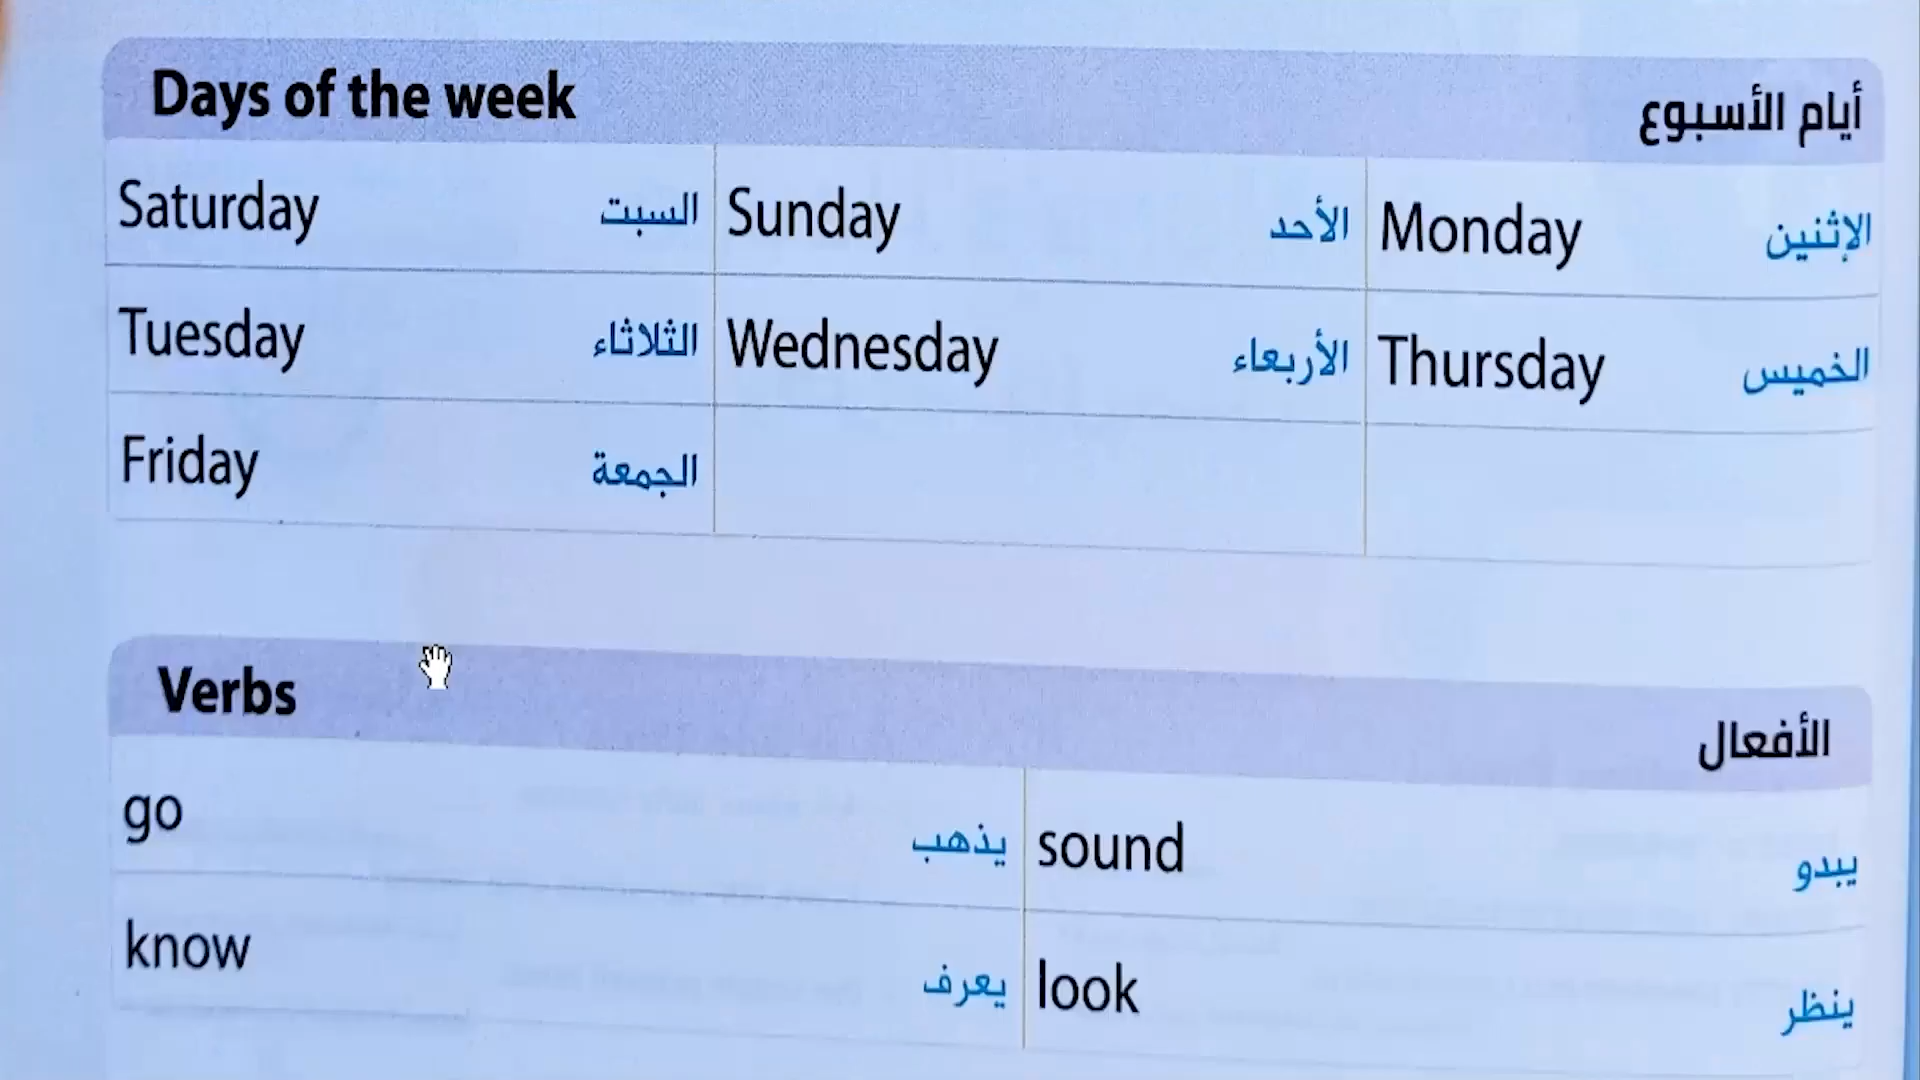 Days of the week أيام الأسبوع
Saturday السبت Sunday الأحد Monday الإثنين
Tuesday الثلاثاء Wednesday الأربعاء Thursday الخميس
Friday الجمعة
Verbs الأفعال
go يذهب sound يبدو
know يعرف look ينظر